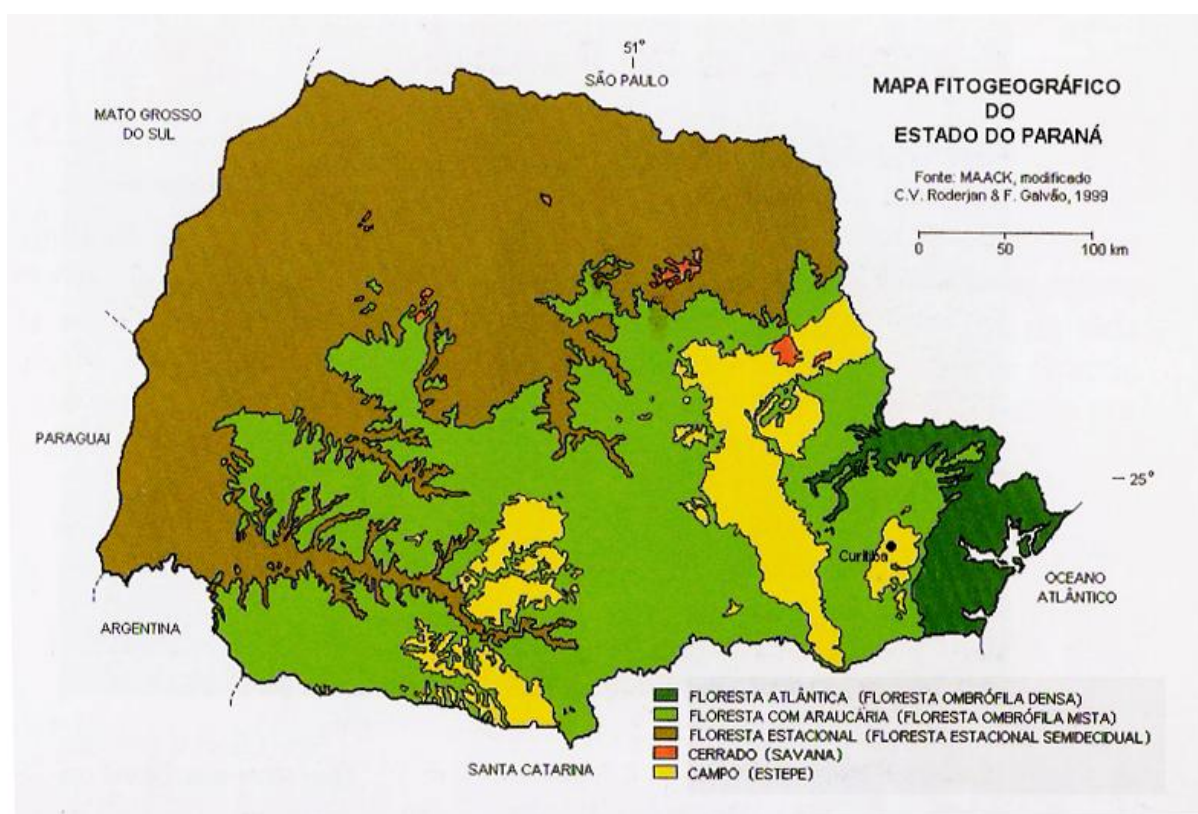 51°
SÃO PAULO
MATO GROSSO
DO SUL
MAPA FITOGEOGRÁFICO
DO
ESTADO DO PARANÁ
Fonte: MAACK, modificado
C.V. Roderjan & F. Galvão, 1999
0 50 100 km
PARAGUAI
25°
Curitiba
OCEANO
ATLÂNTICO
ARGENTINA
SANTA CATARINA
FLORESTA ATLÂNTICA (FLORESTA OMBRÓFILA DENSA)
FLORESTA COM ARAUCÁRIA (FLORESTA OMBRÓFILA MISTA)
FLORESTA ESTACIONAL (FLORESTA ESTACIONAL SEMIDECIDUAL)
CERRADO (SAVANA)
CAMPO (ESTEPE)